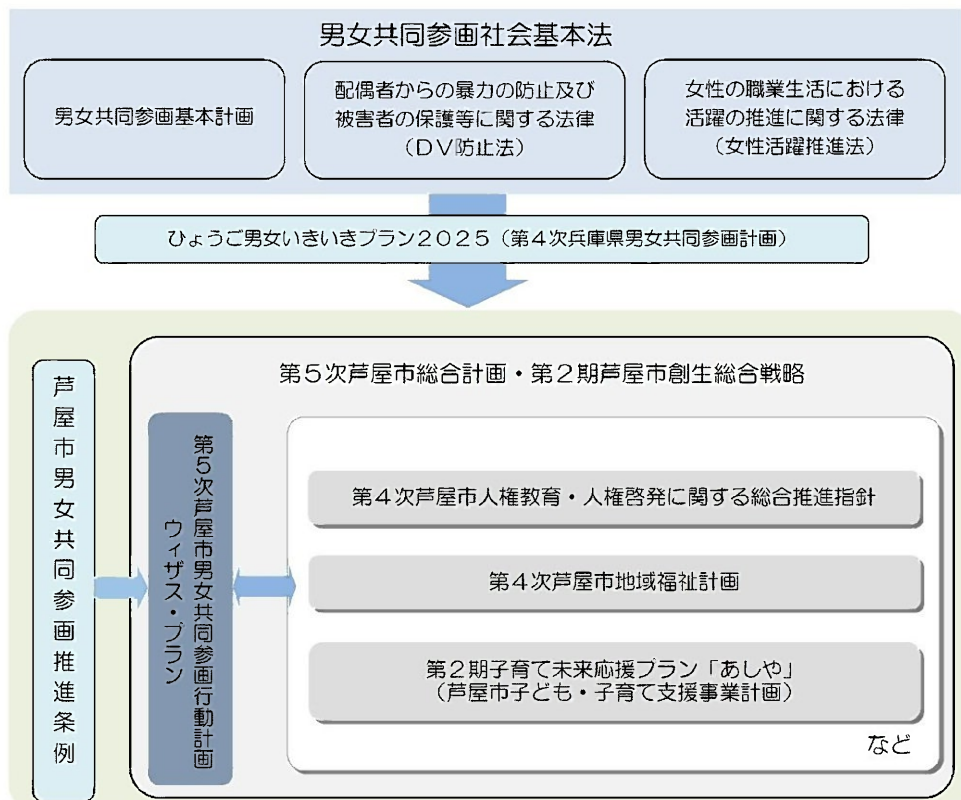 男女共同参画社会基本法
男女共同参画基本計画
配偶者からの暴力の防止及び
被害者の保護等に関する法律
（ＤＶ防止法）
女性の職業生活における
活躍の推進に関する法律
（女性活躍推進法）
ひょうご男女いきいきプラン２０２５（第４次兵庫県男女共同参画計画）
芦屋市男女共同参画推進条例
第５次芦屋市総合計画・第２期芦屋市創生総合戦略
第５次芦屋市男女共同参画行動計画
ウィザス・プラン
第４次芦屋市人権教育・人権啓発に関する総合推進指針
第４次芦屋市地域福祉計画
第２期子育て未来応援プラン「あしや」
（芦屋市子ども・子育て支援事業計画）
など